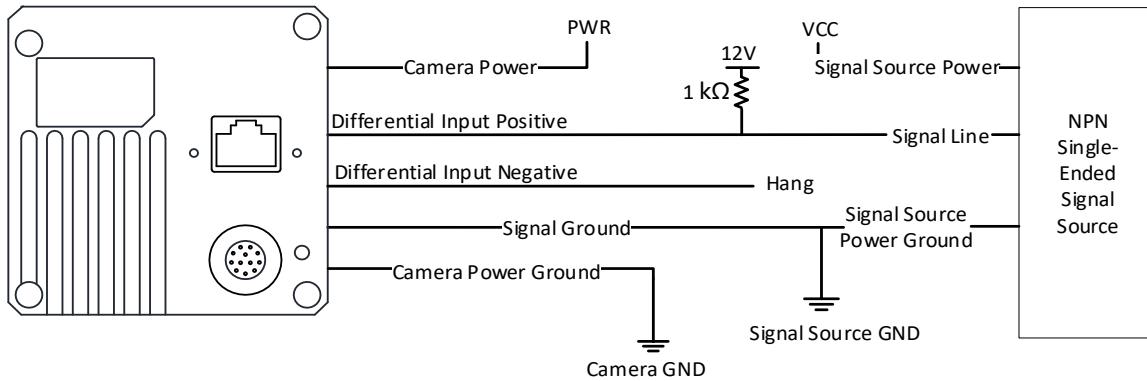 PWR
VCC
12V
Camera Power
Signal Source Power
1 kΩ
Differential Input Positive
Signal Line
NPN
Single-
Ended
Signal
Source
Differential Input Negative
Hang
Signal Ground
Signal Source
Power Ground
Camera Power Ground
Signal Source GND
Camera GND